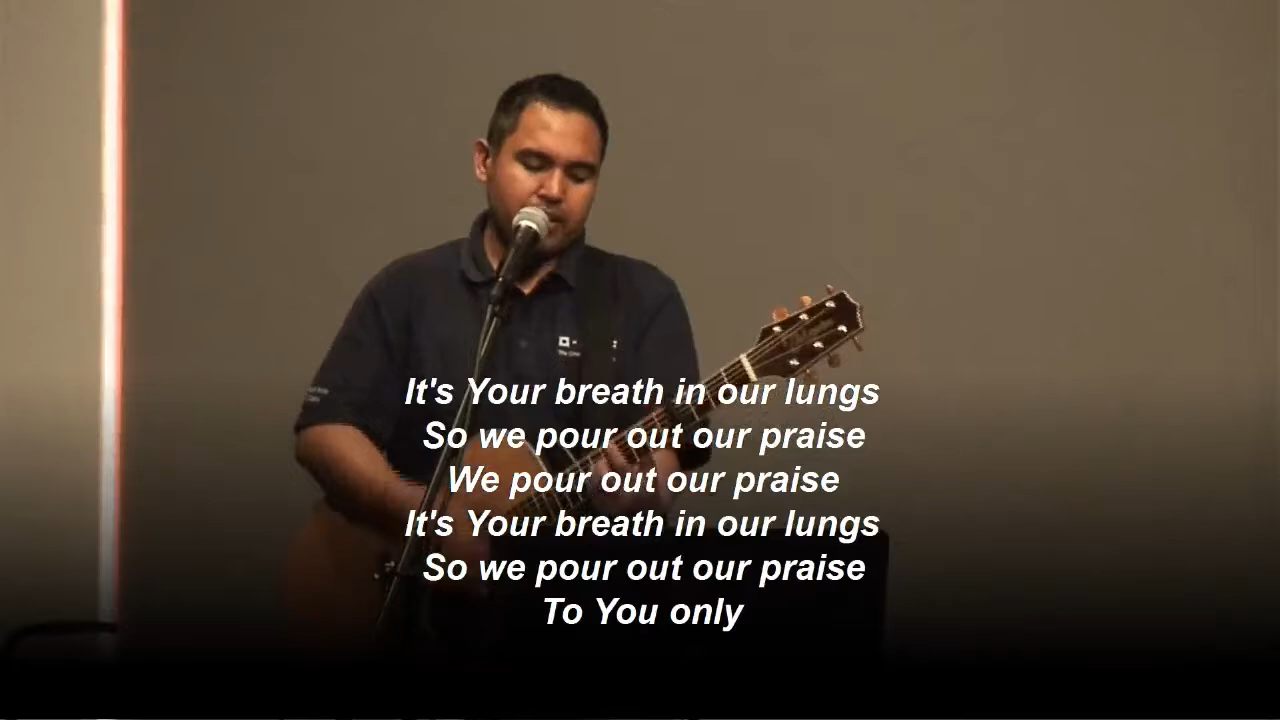 It's Your breath in our lungs
So we pour out our praise
We pour out our praise
It's Your breath in our lungs
So we pour out our praise
To You only